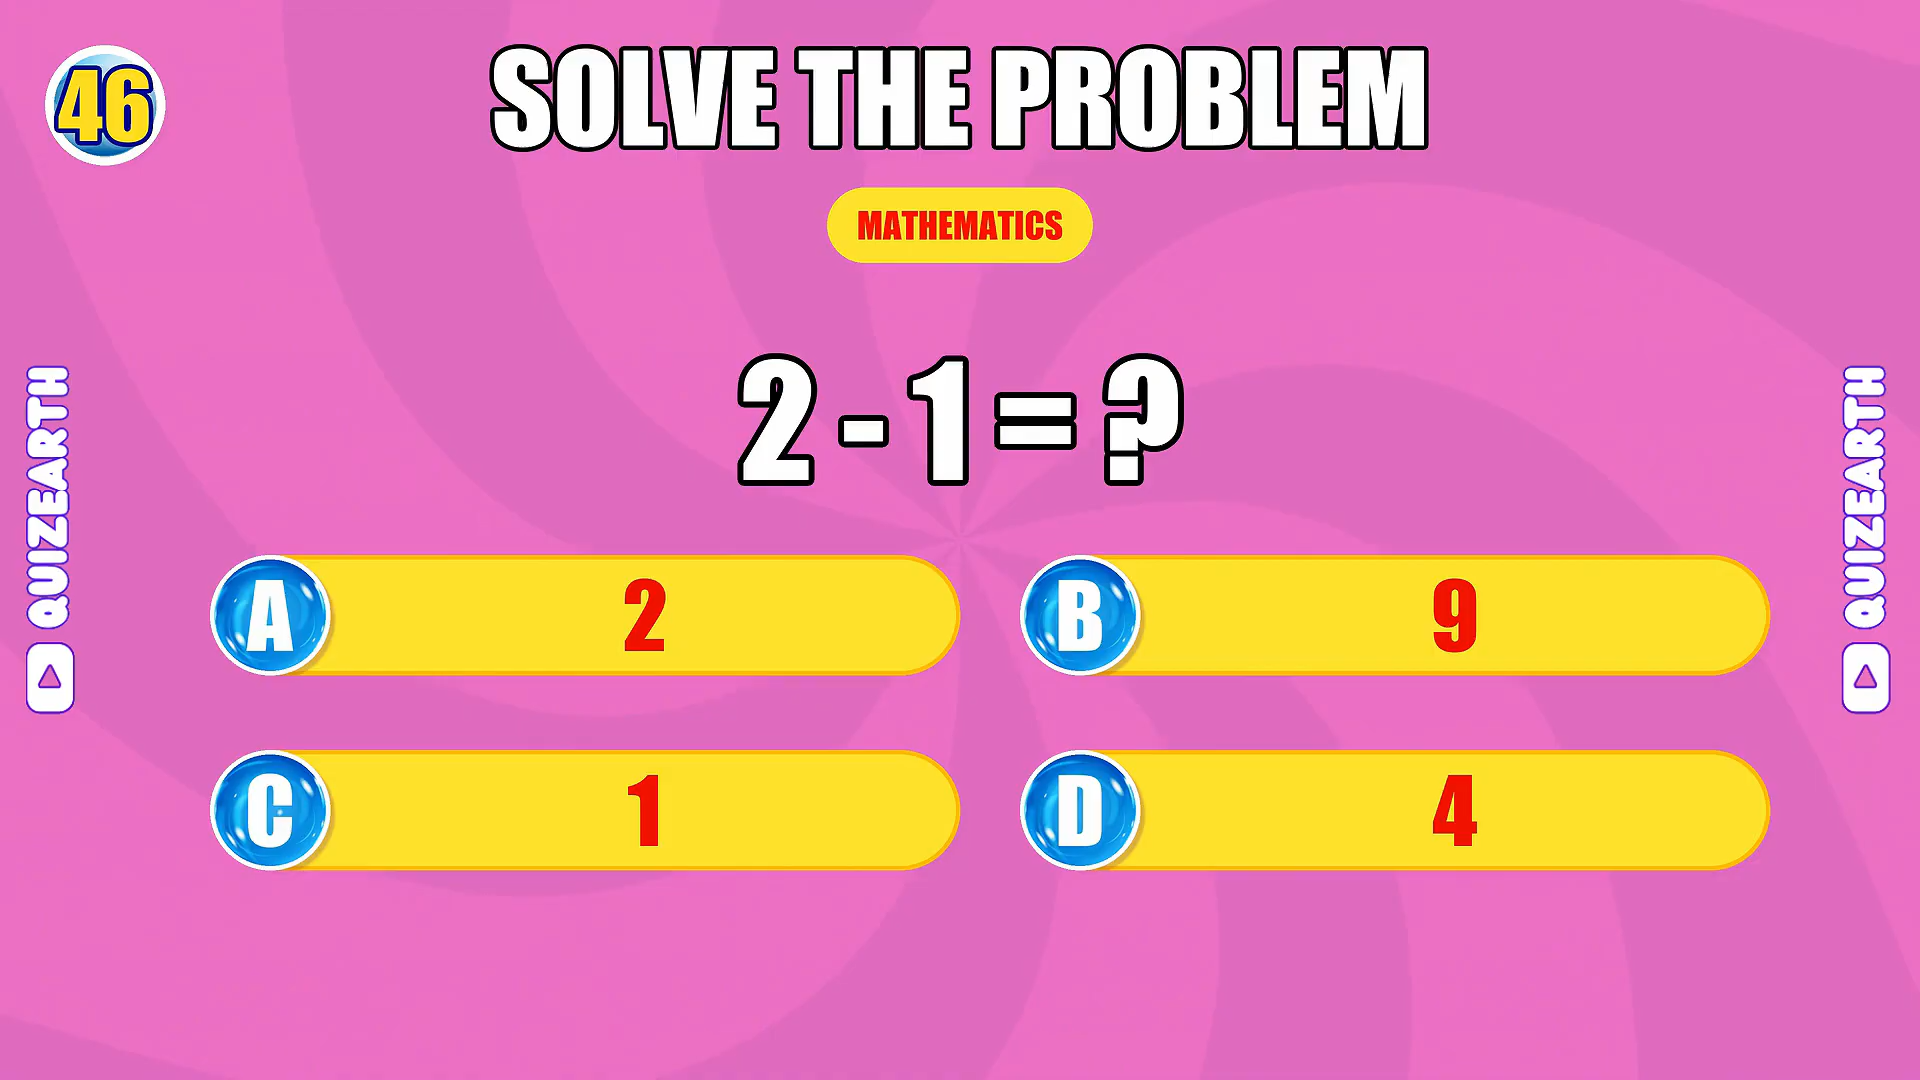 46
SOLVE THE PROBLEM
MATHEMATICS
2 - 1 = ?
A 2
B 9
C 1
D 4
QUIZEARTH
QUIZEARTH